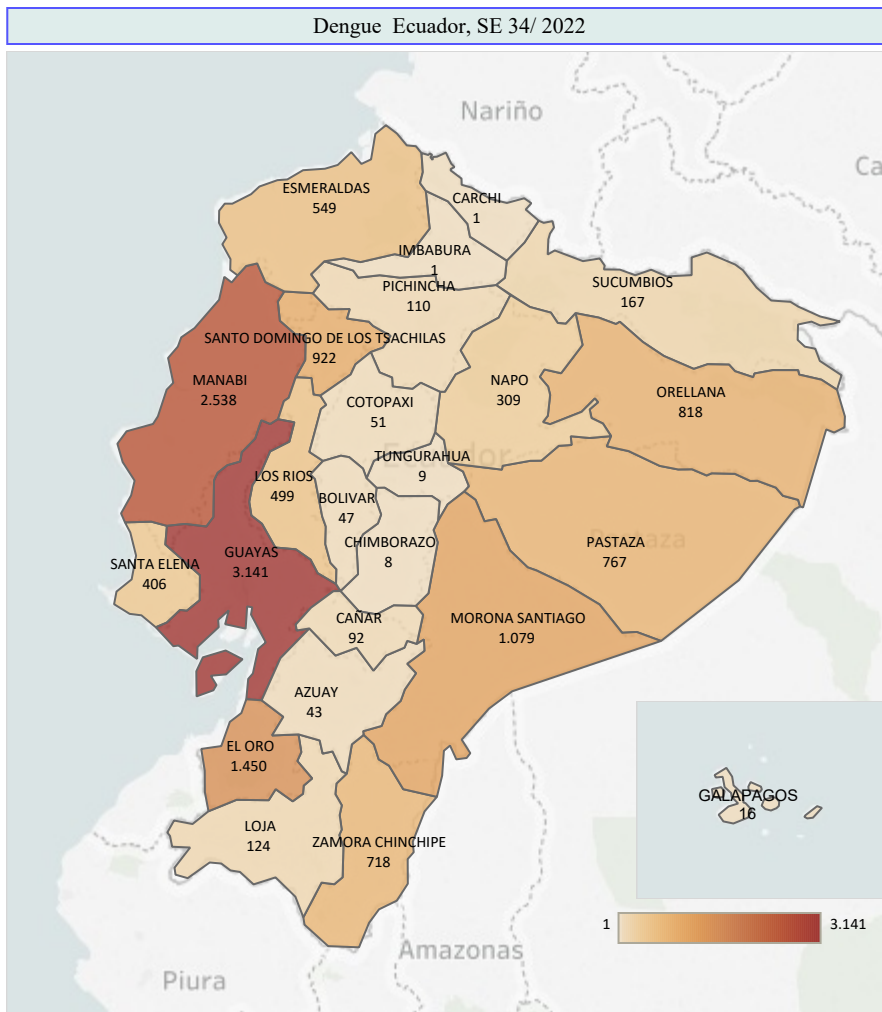 Dengue  Ecuador, SE 34/ 2022
Nariño
Ca
ESMERALDAS
549
CARCHI
1
IMBABURA
1
PICHINCHA
110
SUCUMBIOS
167
SANTO DOMINGO DE LOS TSACHILAS
922
MANABI
2.538
COTOPAXI
51
NAPO
309
ORELLANA
818
Ecuador
TUNGURAHUA
9
LOS RIOS
499
BOLIVAR
47
CHIMBORAZO
8
PASTAZA
767
SANTA ELENA
406
GUAYAS
3.141
CAÑAR
92
MORONA SANTIAGO
1.079
AZUAY
43
EL ORO
1.450
LOJA
124
ZAMORA CHINCHIPE
718
GALAPAGOS
16
1
3.141
Amazonas
Piura